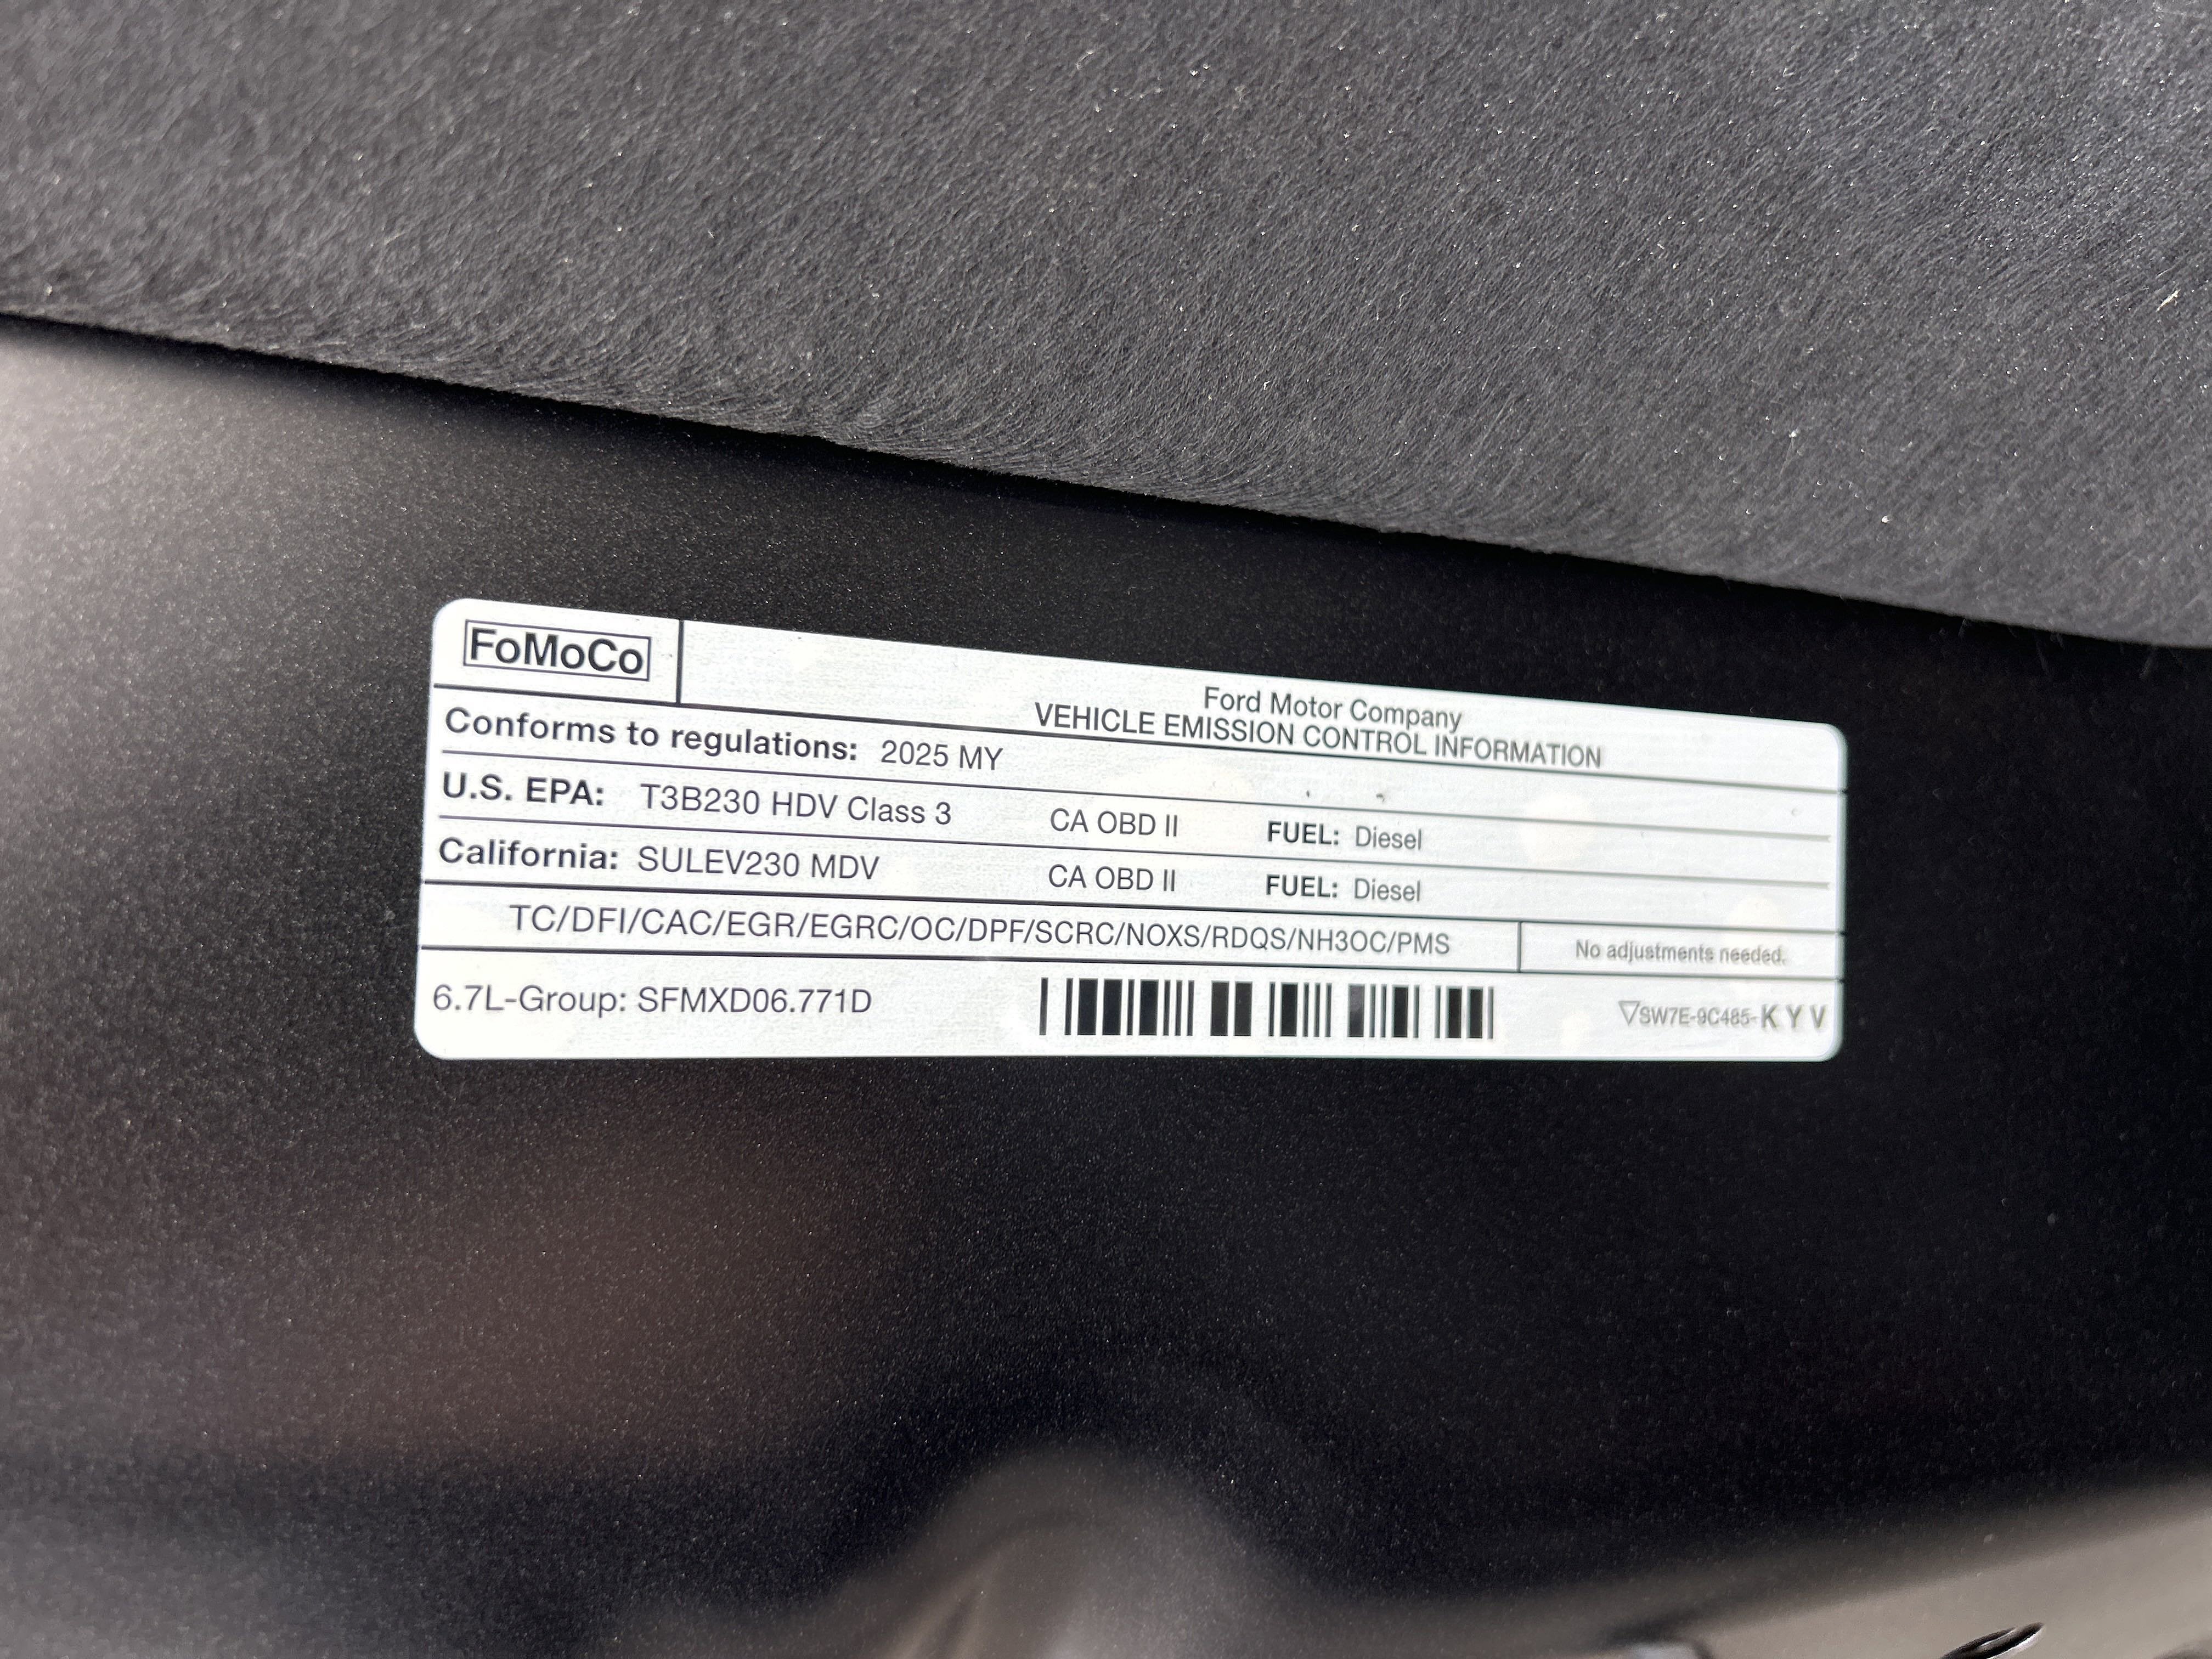 FoMoCo
Ford Motor Company
VEHICLE EMISSION CONTROL INFORMATION
Conforms to regulations: 2025 MY
U.S. EPA: T3B230 HDV Class 3 CA OBD II FUEL: Diesel
California: SULEV230 MDV CA OBD II FUEL: Diesel
TC/DFI/CAC/EGR/EGRC/OC/DPF/SCRC/NOXS/RDQS/NH3OC/PMS No adjustments needed.
6.7L-Group: SFMXD06.771D ▽SW7E-9C485-K Y V